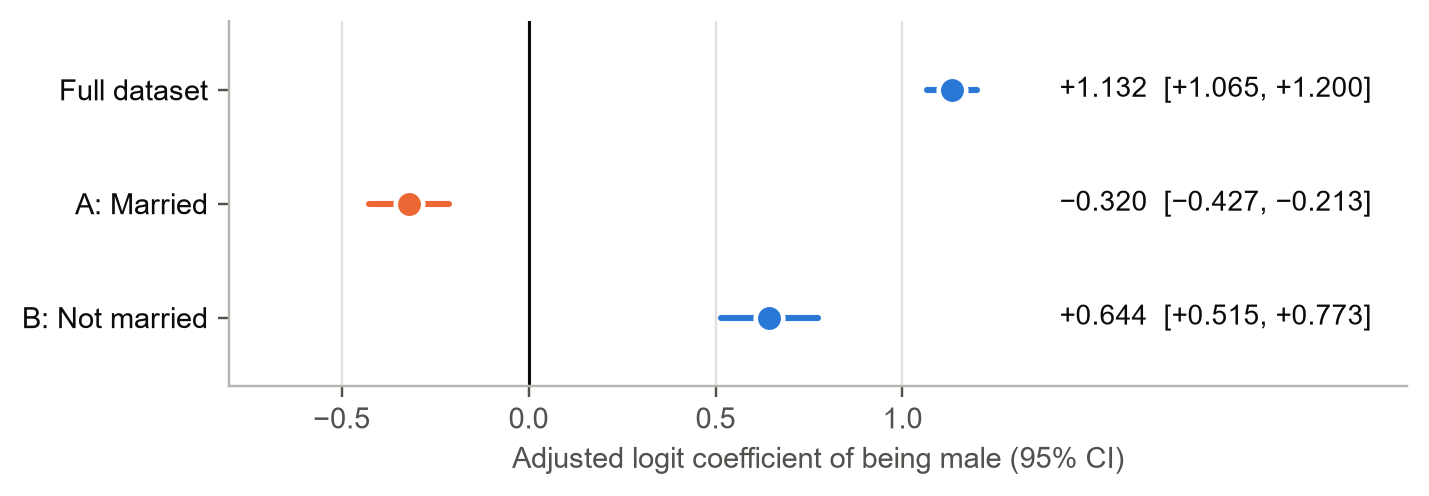 Full dataset +1.132 [+1.065, +1.200]
A: Married −0.320 [−0.427, −0.213]
B: Not married +0.644 [+0.515, +0.773]
−0.5 0.0 0.5 1.0
Adjusted logit coefficient of being male (95% CI)